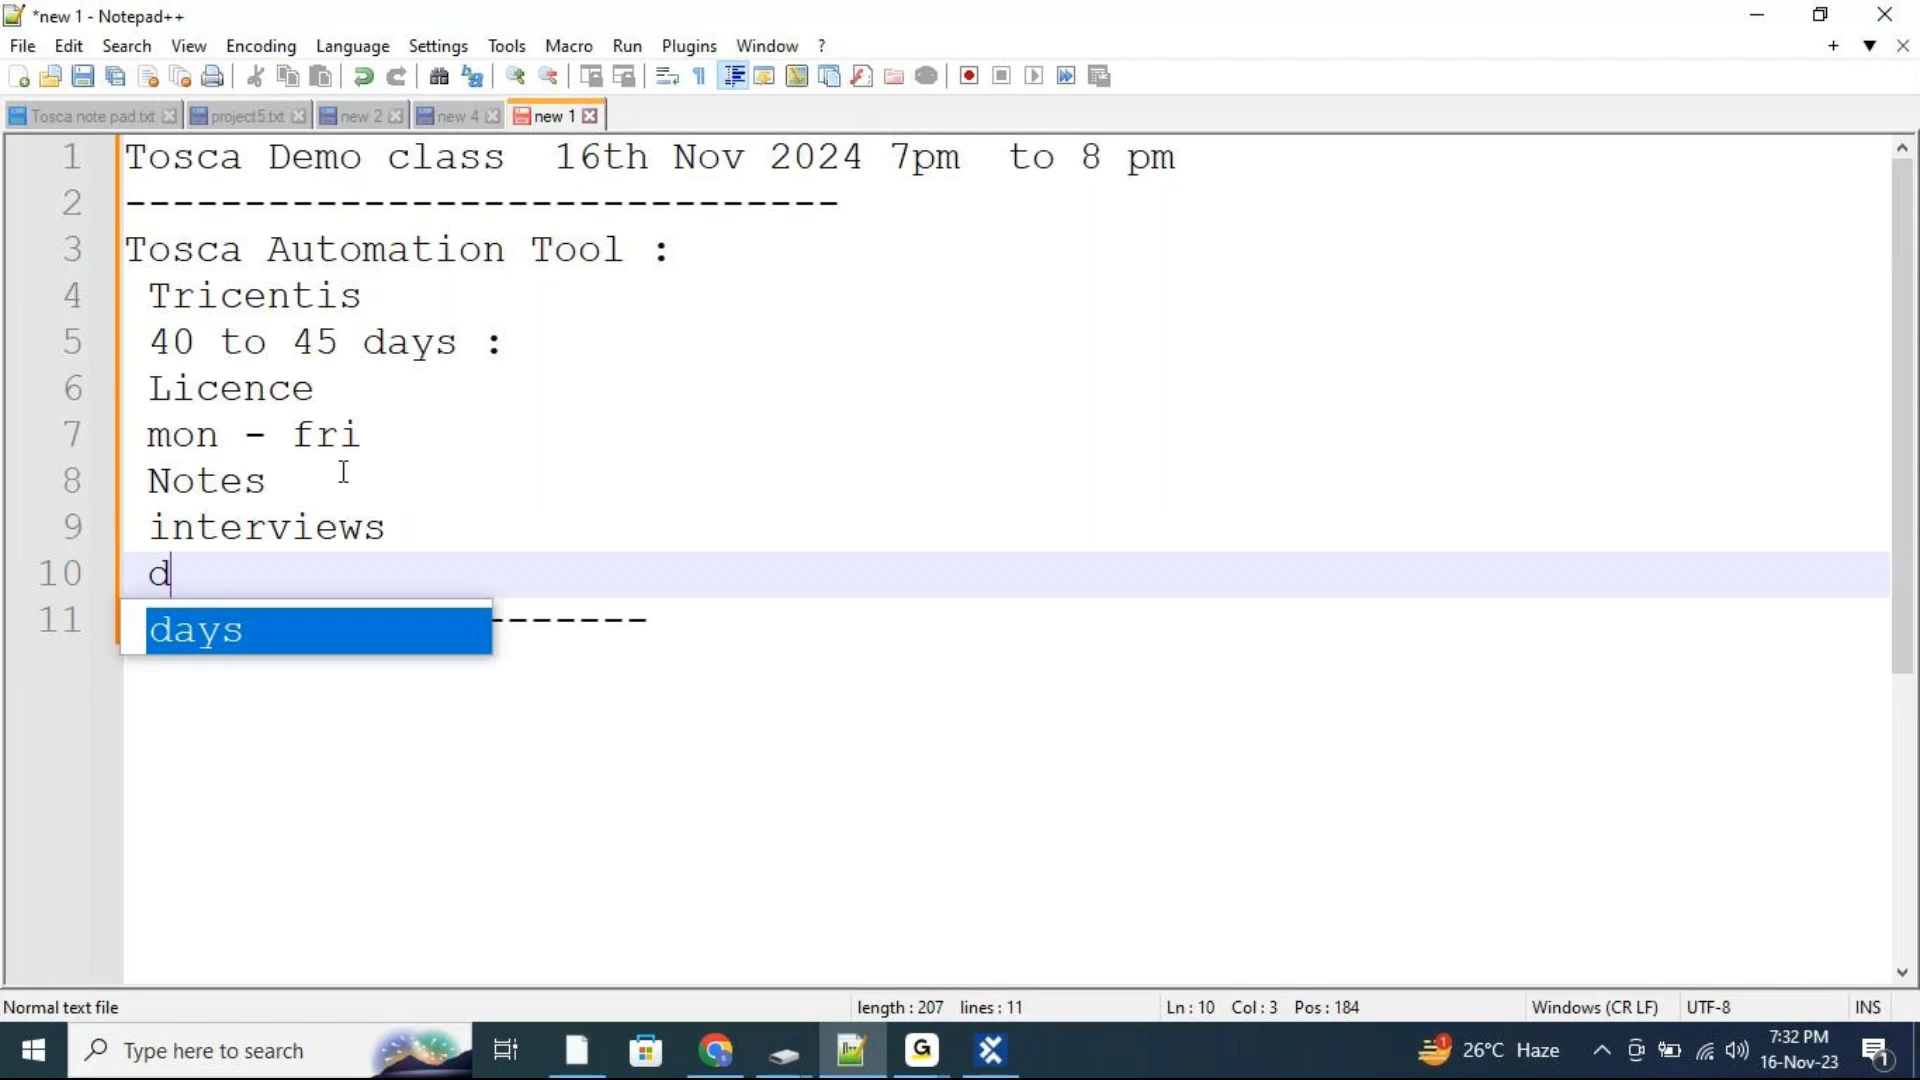 *new 1 - Notepad++
File Edit Search View Encoding Language Settings Tools Macro Run Plugins Window ?
Tosca note pad.txt project5.txt new 2 new 4 new 1
1 Tosca Demo class 16th Nov 2024 7pm to 8 pm
2 ------------------------------
3 Tosca Automation Tool :
4 Tricentis
5 40 to 45 days :
6 Licence
7 mon - fri
8 Notes
9 interviews
10 d
11 -------
days
Normal text file length : 207 lines : 11 Ln : 10 Col : 3 Pos : 184 Windows (CR LF) UTF-8 INS
Type here to search
26°C Haze
7:32 PM
16-Nov-23
1